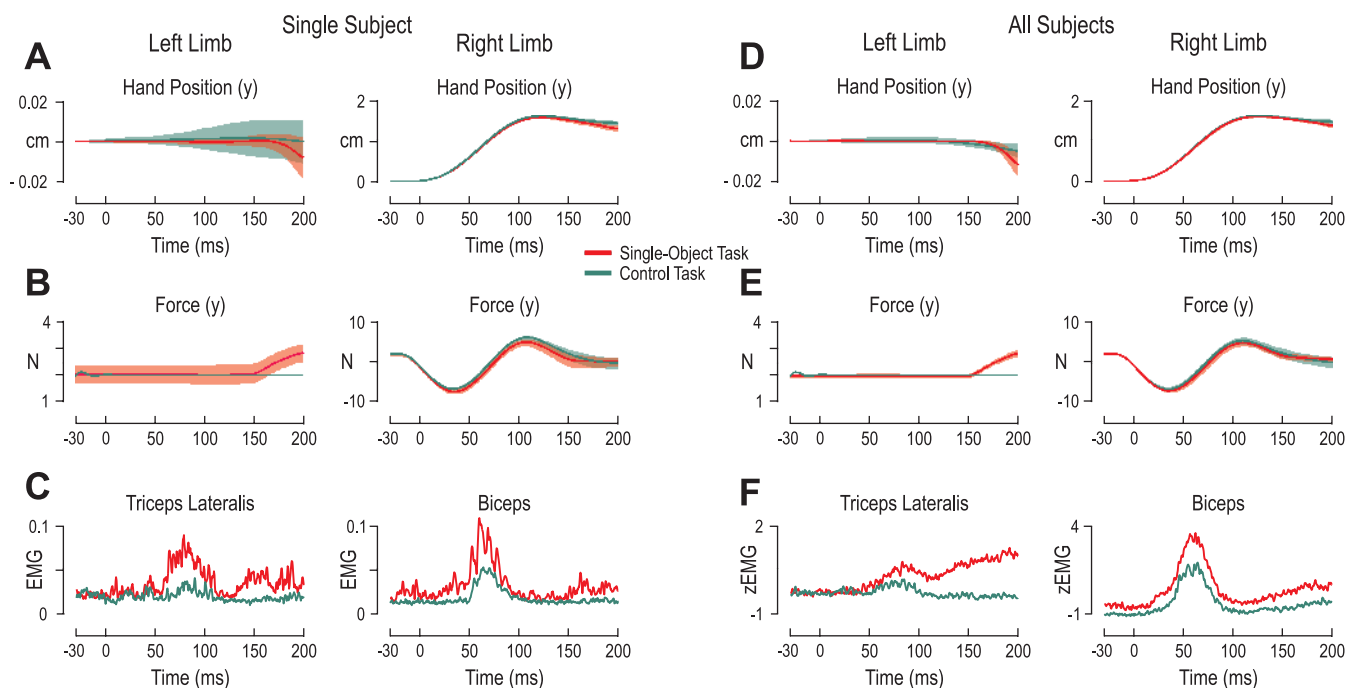 Single Subject
All Subjects
A
Left Limb
Right Limb
D
Left Limb
Right Limb
Hand Position (y)
Hand Position (y)
Hand Position (y)
Hand Position (y)
0.02
cm
- 0.02
2
cm
0
0.02
cm
-0.02
2
cm
0
-30 0 50 100 150 200
-30 0 50 100 150 200
-30 0 50 100 150 200
-30 0 50 100 150 200
Time (ms)
Time (ms)
Time (ms)
Time (ms)
Single-Object Task
Control Task
B
E
Force (y)
Force (y)
Force (y)
Force (y)
4
N
1
10
N
-10
4
N
1
10
N
-10
-30 0 50 100 150 200
-30 0 50 100 150 200
-30 0 50 100 150 200
-30 0 50 100 150 200
C
F
Triceps Lateralis
Biceps
Triceps Lateralis
Biceps
0.1
EMG
0
0.1
EMG
0
2
zEMG
-1
4
zEMG
-1
-30 0 50 100 150 200
-30 0 50 100 150 200
-30 0 50 100 150 200
-30 0 50 100 150 200
Time (ms)
Time (ms)
Time (ms)
Time (ms)